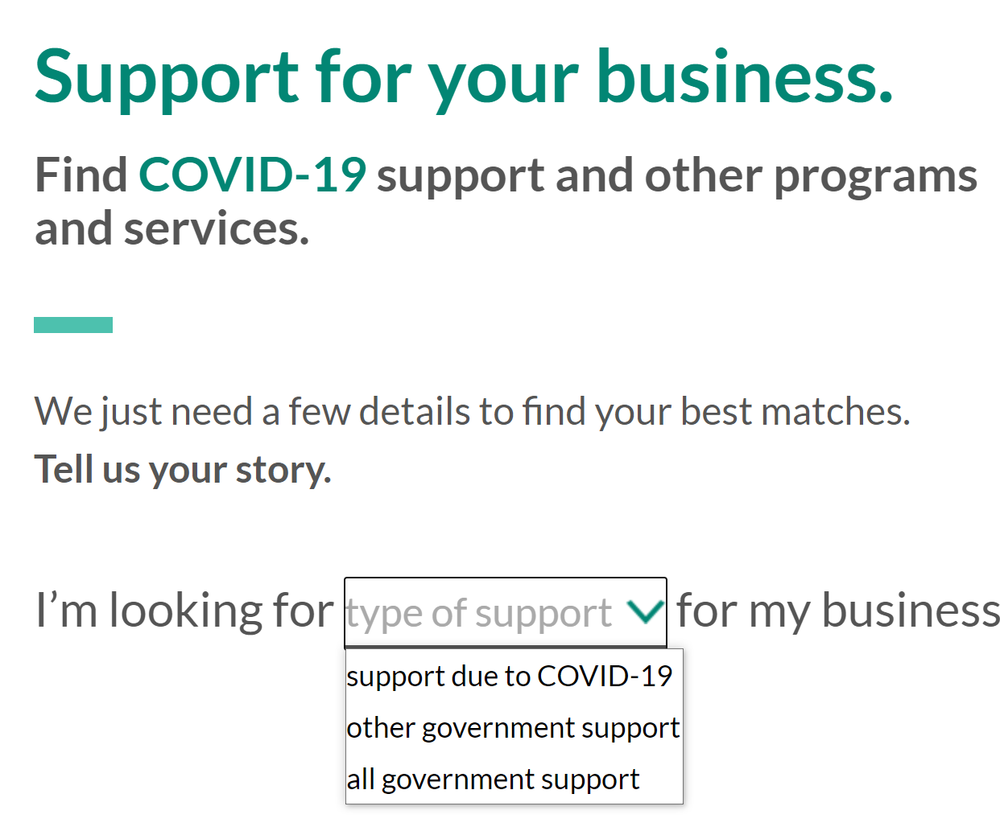 Support for your business.
Find COVID-19 support and other programs
and services.
We just need a few details to find your best matches.
Tell us your story.
I’m looking for type of support for my business
support due to COVID-19
other government support
all government support